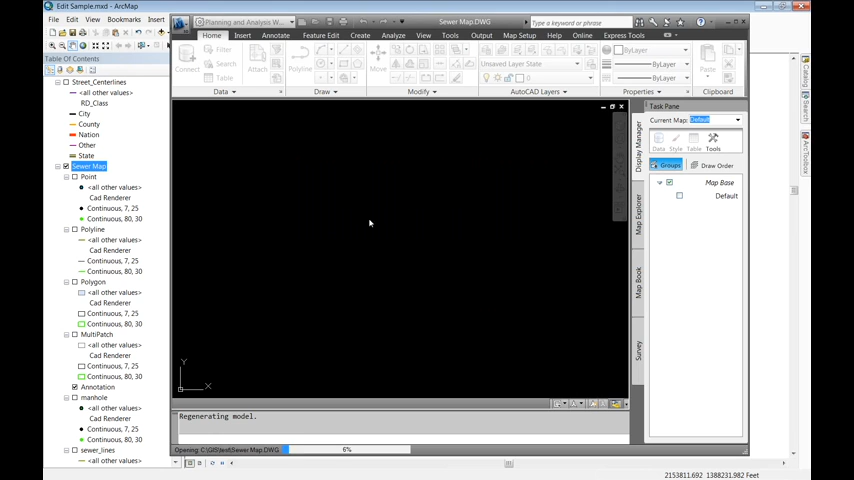 Edit Sample.mxd - ArcMap
File Edit View Bookmarks Insert
Table Of Contents
Street_Centerlines
<all other values>
RD_Class
City
County
Nation
Other
State
Sewer Map
Point
<all other values>
Cad Renderer
Continuous, 7, 25
Continuous, 80, 30
Polyline
<all other values>
Cad Renderer
Continuous, 7, 25
Continuous, 80, 30
Polygon
<all other values>
Cad Renderer
Continuous, 7, 25
Continuous, 80, 30
MultiPatch
<all other values>
Cad Renderer
Continuous, 7, 25
Continuous, 80, 30
Annotation
manhole
<all other values>
Cad Renderer
Continuous, 7, 25
Continuous, 80, 30
sewer_lines
<all other values>
Planning and Analysis W...
Sewer Map.DWG
Type a keyword or phrase
Home Insert Annotate Feature Edit Create Analyze View Tools Output Map Setup Help Online Express Tools
Connect
Filter
Search
Table
Attach
Polyline
Move
Unsaved Layer State
0
ByLayer
ByLayer
ByLayer
Paste
Data Draw Modify AutoCAD Layers Properties Clipboard
Y
X
Regenerating model.
Opening: C:\GIS\test\Sewer Map.DWG
6%
Task Pane
Current Map: Default
Data Style Table Tools
Groups Draw Order
Map Base
Default
Display Manager
Map Explorer
Map Book
Survey
Catalog
Search
ArcToolbox
2153811.692 1388231.982 Feet